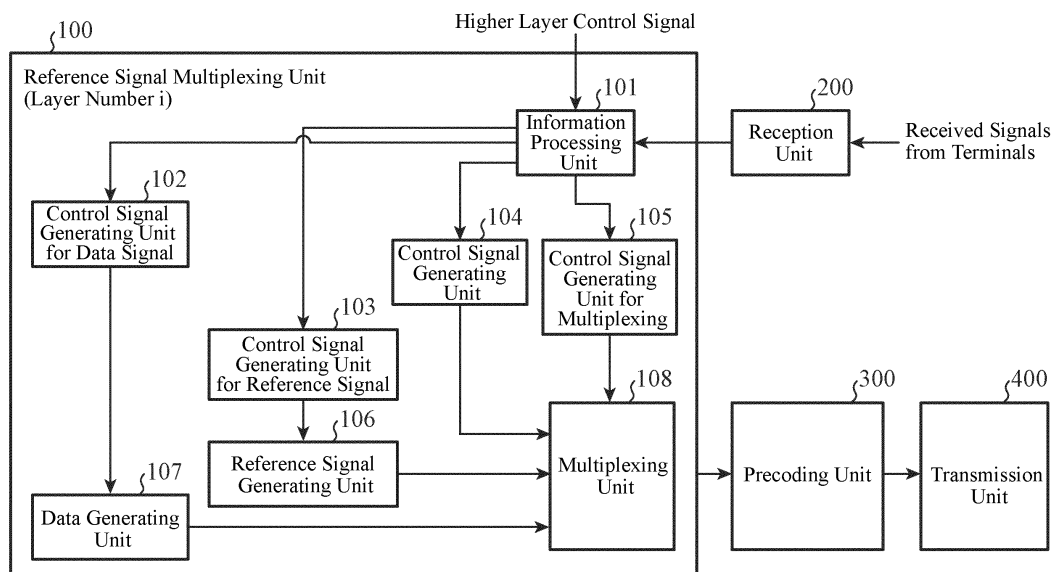 Higher Layer Control Signal
100
Reference Signal Multiplexing Unit
(Layer Number i)
101
Information
Processing
Unit
200
Reception
Unit
Received Signals
from Terminals
102
Control Signal
Generating Unit
for Data Signal
104
Control Signal
Generating
Unit
105
Control Signal
Generating
Unit for
Multiplexing
103
Control Signal
Generating Unit
for Reference Signal
106
Reference Signal
Generating Unit
107
Data Generating
Unit
108
Multiplexing
Unit
300
Precoding Unit
400
Transmission
Unit